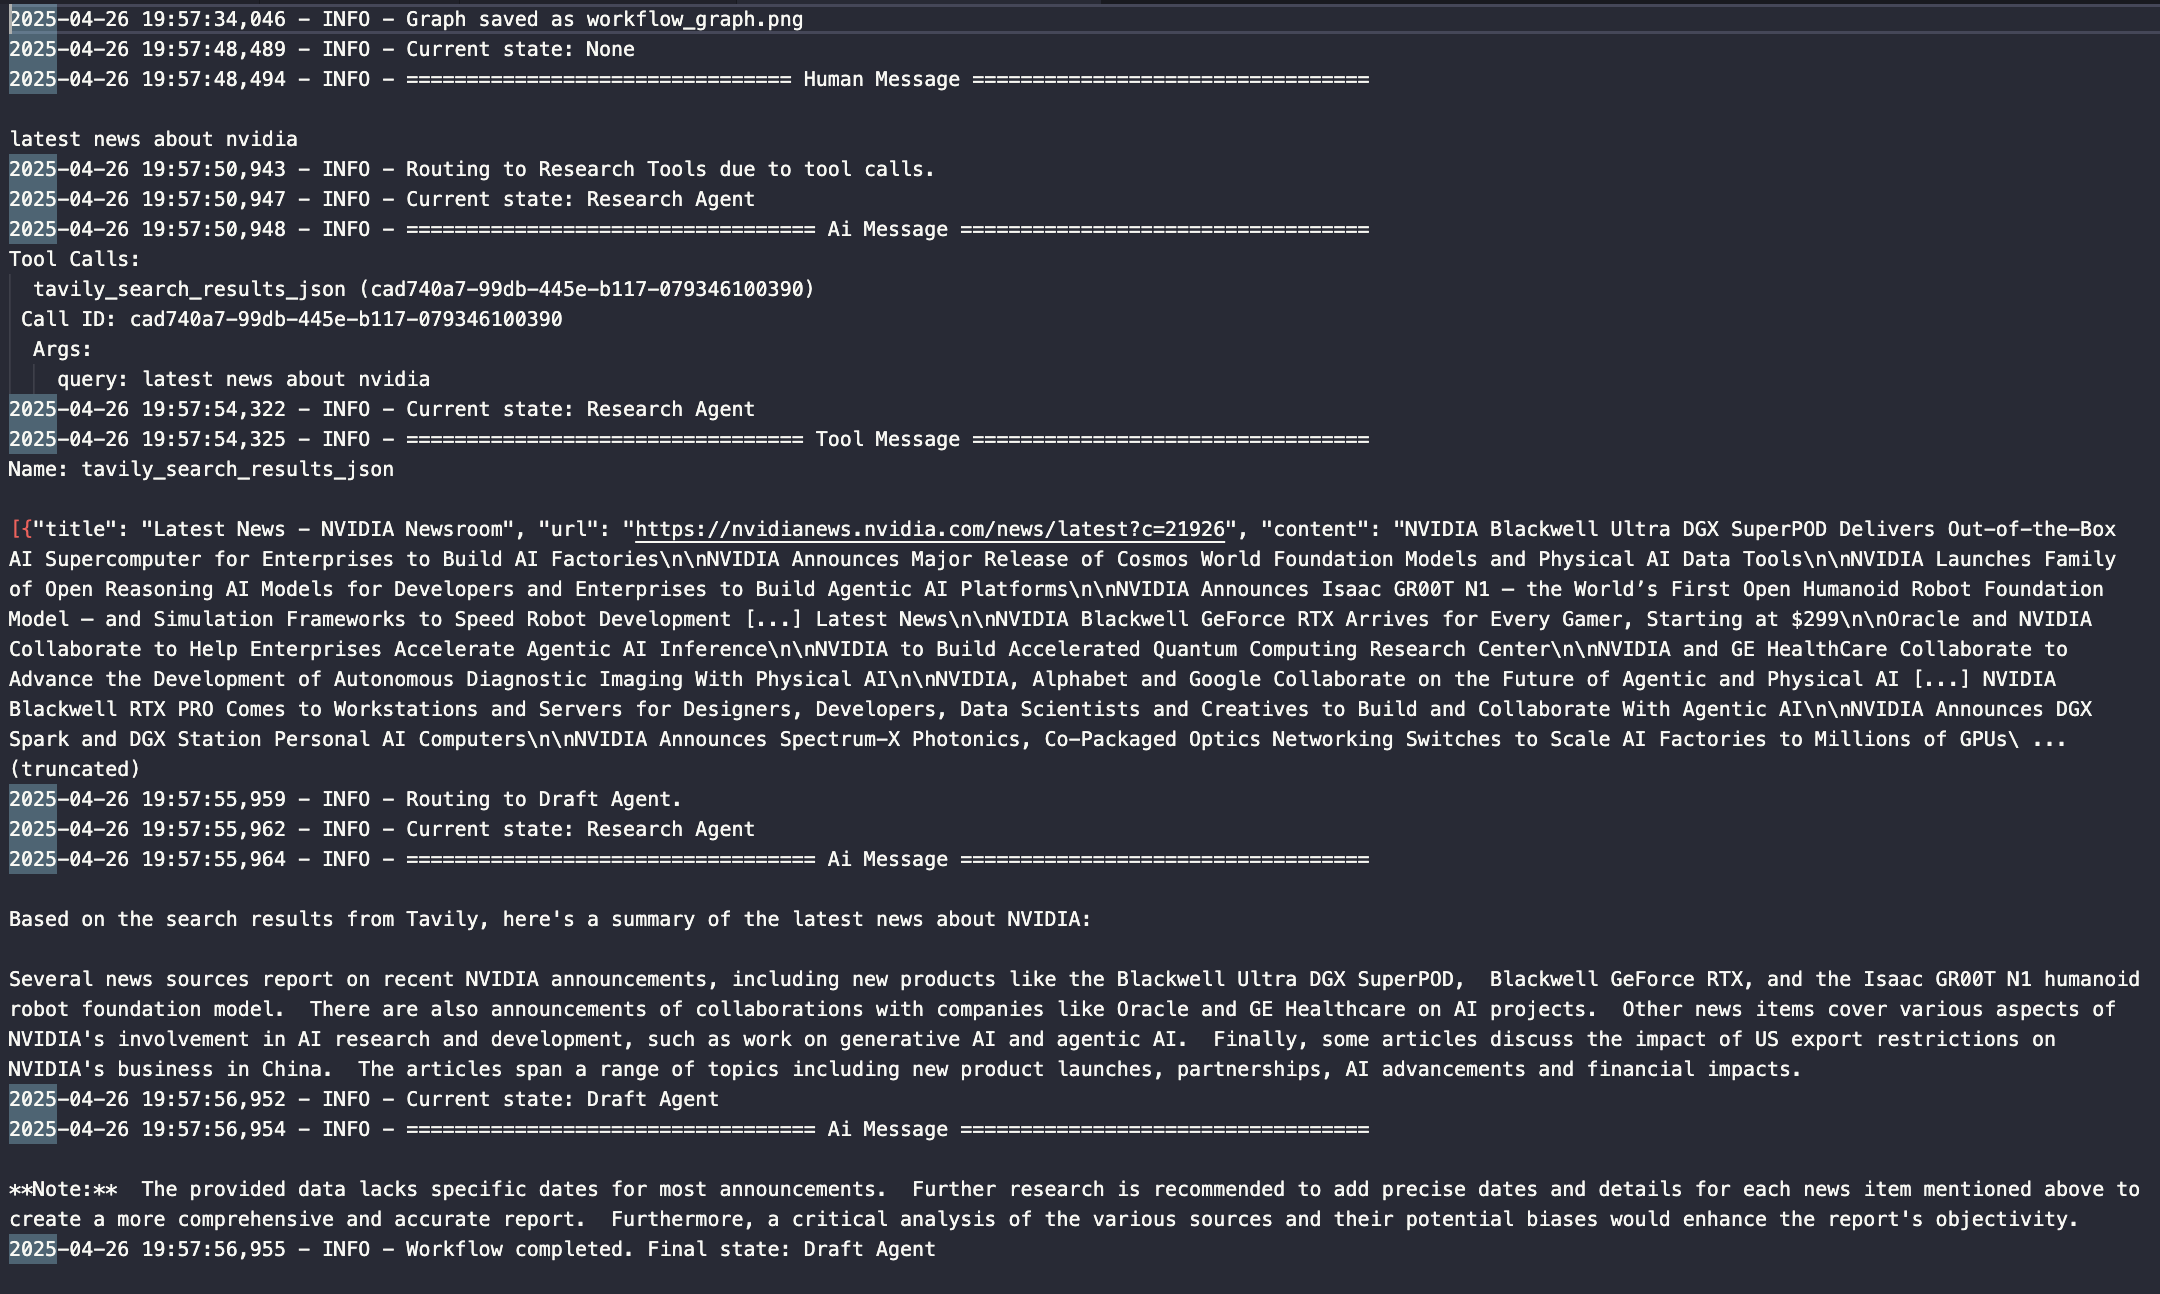 2025-04-26 19:57:34,046 - INFO - Graph saved as workflow_graph.png
2025-04-26 19:57:48,489 - INFO - Current state: None
2025-04-26 19:57:48,494 - INFO - ================================ Human Message =================================

latest news about nvidia
2025-04-26 19:57:50,943 - INFO - Routing to Research Tools due to tool calls.
2025-04-26 19:57:50,947 - INFO - Current state: Research Agent
2025-04-26 19:57:50,948 - INFO - ================================== Ai Message ==================================
Tool Calls:
  tavily_search_results_json (cad740a7-99db-445e-b117-079346100390)
 Call ID: cad740a7-99db-445e-b117-079346100390
  Args:
    query: latest news about nvidia
2025-04-26 19:57:54,322 - INFO - Current state: Research Agent
2025-04-26 19:57:54,325 - INFO - ================================= Tool Message =================================
Name: tavily_search_results_json

[{"title": "Latest News - NVIDIA Newsroom", "url": "https://nvidianews.nvidia.com/news/latest?c=21926", "content": "NVIDIA Blackwell Ultra DGX SuperPOD Delivers Out-of-the-Box
AI Supercomputer for Enterprises to Build AI Factories\n\nNVIDIA Announces Major Release of Cosmos World Foundation Models and Physical AI Data Tools\n\nNVIDIA Launches Family
of Open Reasoning AI Models for Developers and Enterprises to Build Agentic AI Platforms\n\nNVIDIA Announces Isaac GR00T N1 — the World’s First Open Humanoid Robot Foundation
Model — and Simulation Frameworks to Speed Robot Development [...] Latest News\n\nNVIDIA Blackwell GeForce RTX Arrives for Every Gamer, Starting at $299\n\nOracle and NVIDIA
Collaborate to Help Enterprises Accelerate Agentic AI Inference\n\nNVIDIA to Build Accelerated Quantum Computing Research Center\n\nNVIDIA and GE HealthCare Collaborate to
Advance the Development of Autonomous Diagnostic Imaging With Physical AI\n\nNVIDIA, Alphabet and Google Collaborate on the Future of Agentic and Physical AI [...] NVIDIA
Blackwell RTX PRO Comes to Workstations and Servers for Designers, Developers, Data Scientists and Creatives to Build and Collaborate With Agentic AI\n\nNVIDIA Announces DGX
Spark and DGX Station Personal AI Computers\n\nNVIDIA Announces Spectrum-X Photonics, Co-Packaged Optics Networking Switches to Scale AI Factories to Millions of GPUs\ ...
(truncated)
2025-04-26 19:57:55,959 - INFO - Routing to Draft Agent.
2025-04-26 19:57:55,962 - INFO - Current state: Research Agent
2025-04-26 19:57:55,964 - INFO - ================================== Ai Message ==================================

Based on the search results from Tavily, here's a summary of the latest news about NVIDIA:

Several news sources report on recent NVIDIA announcements, including new products like the Blackwell Ultra DGX SuperPOD,  Blackwell GeForce RTX, and the Isaac GR00T N1 humanoid
robot foundation model.  There are also announcements of collaborations with companies like Oracle and GE Healthcare on AI projects.  Other news items cover various aspects of
NVIDIA's involvement in AI research and development, such as work on generative AI and agentic AI.  Finally, some articles discuss the impact of US export restrictions on
NVIDIA's business in China.  The articles span a range of topics including new product launches, partnerships, AI advancements and financial impacts.
2025-04-26 19:57:56,952 - INFO - Current state: Draft Agent
2025-04-26 19:57:56,954 - INFO - ================================== Ai Message ==================================

**Note:**  The provided data lacks specific dates for most announcements.  Further research is recommended to add precise dates and details for each news item mentioned above to
create a more comprehensive and accurate report.  Furthermore, a critical analysis of the various sources and their potential biases would enhance the report's objectivity.
2025-04-26 19:57:56,955 - INFO - Workflow completed. Final state: Draft Agent